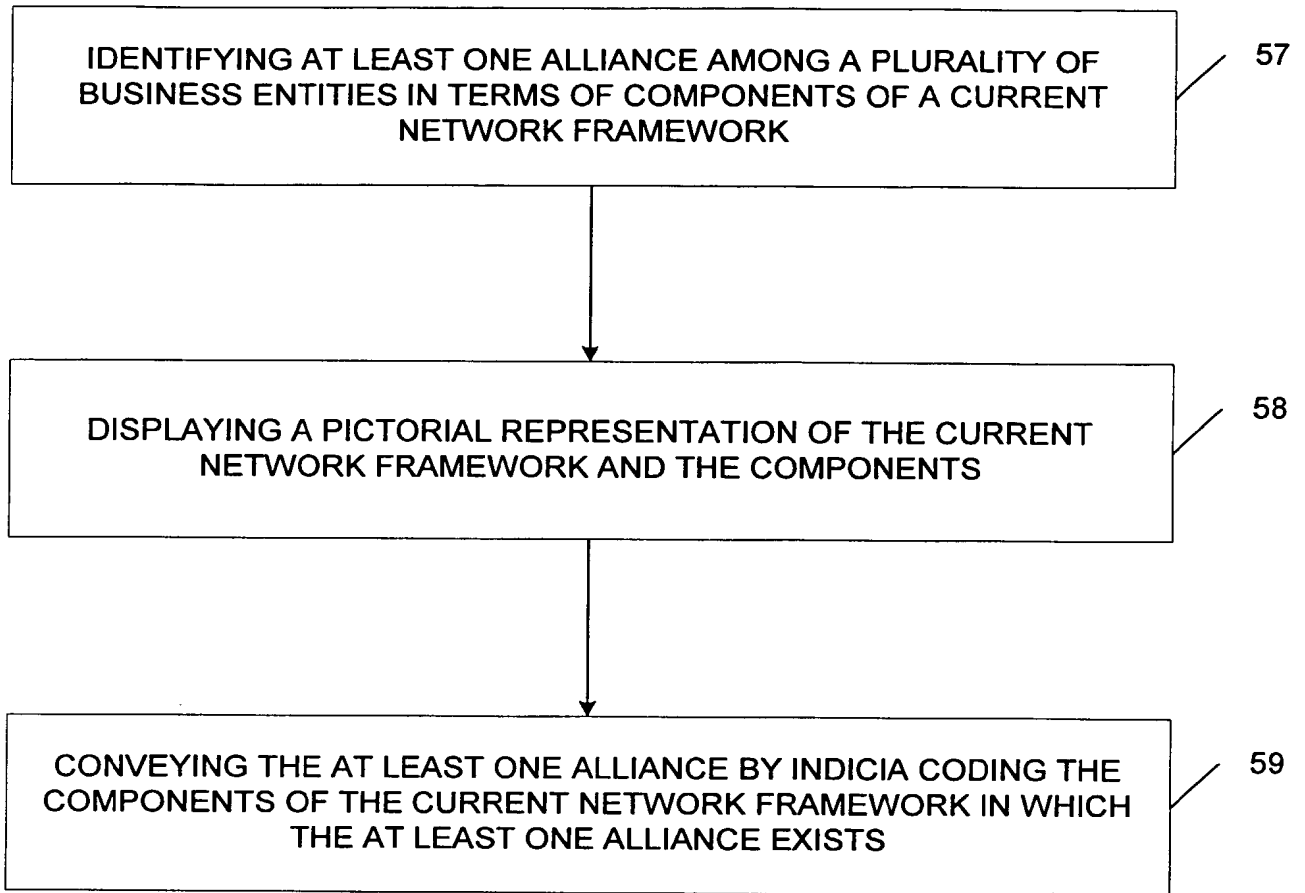 IDENTIFYING AT LEAST ONE ALLIANCE AMONG A PLURALITY OF
BUSINESS ENTITIES IN TERMS OF COMPONENTS OF A CURRENT
NETWORK FRAMEWORK
57
DISPLAYING A PICTORIAL REPRESENTATION OF THE CURRENT
NETWORK FRAMEWORK AND THE COMPONENTS
58
CONVEYING THE AT LEAST ONE ALLIANCE BY INDICIA CODING THE
COMPONENTS OF THE CURRENT NETWORK FRAMEWORK IN WHICH
THE AT LEAST ONE ALLIANCE EXISTS
59